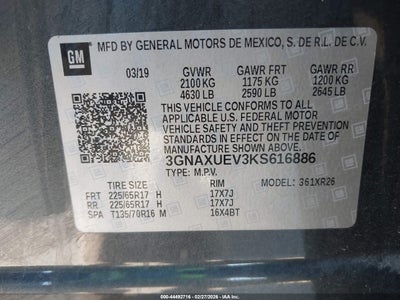 GM
MFD BY GENERAL MOTORS DE MEXICO, S. DE R.L. DE C.V.
03/19 GVWR GAWR FRT GAWR RR
2100 KG 1175 KG 1200 KG
4630 LB 2590 LB 2645 LB
THIS VEHICLE CONFORMS TO ALL
APPLICABLE U.S. FEDERAL MOTOR
VEHICLE SAFETY AND THEFT PREVENTION
STANDARDS IN EFFECT ON THE DATE OF
MANUFACTURE SHOWN ABOVE.
3GNAXUEV3KS616886
TYPE: M.P.V.
MODEL: 361XR26
TIRE SIZE RIM
FRT 225/65R17 H 17X7J
RR 225/65R17 H 17X7J
SPA T135/70R16 M 16X4BT
000-44492716 - 02/27/2026 - IAAI.COM